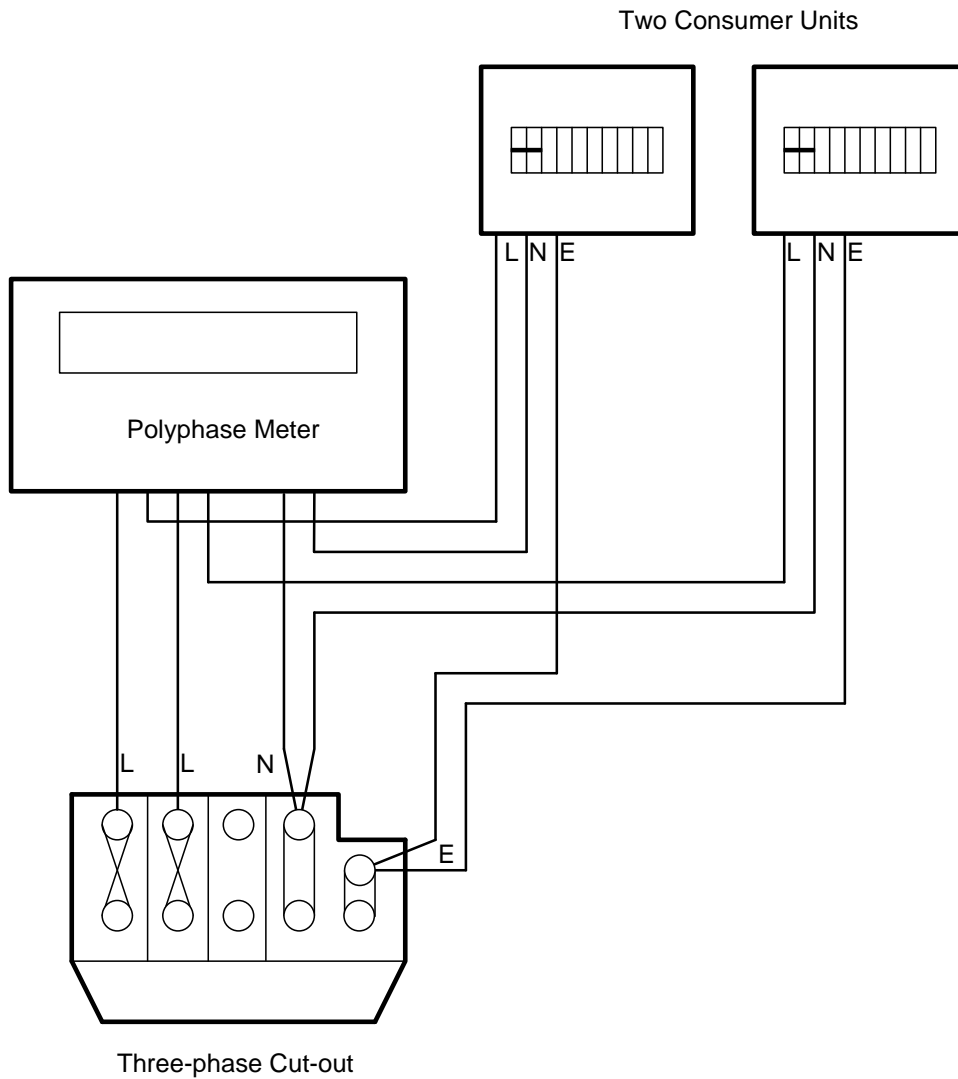 Two Consumer Units
L N E
L N E
Polyphase Meter
L L N
E
Three-phase Cut-out